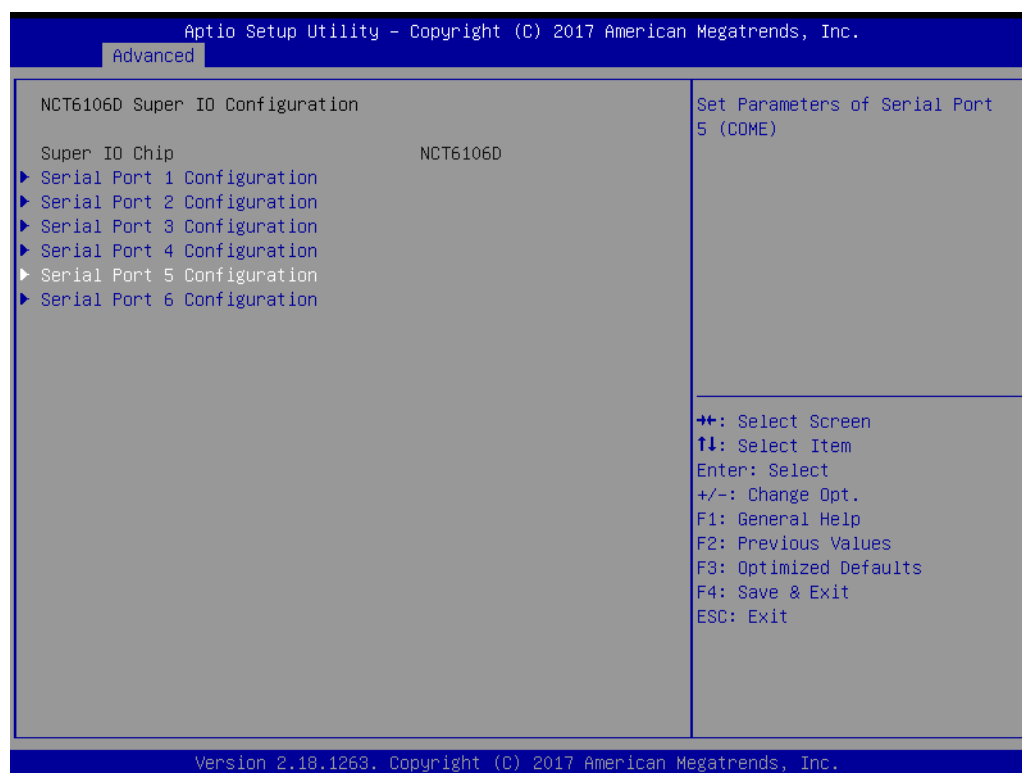 Aptio Setup Utility – Copyright (C) 2017 American Megatrends, Inc.
Advanced
NCT6106D Super IO Configuration
Super IO Chip NCT6106D
Serial Port 1 Configuration
Serial Port 2 Configuration
Serial Port 3 Configuration
Serial Port 4 Configuration
Serial Port 5 Configuration
Serial Port 6 Configuration
Set Parameters of Serial Port
5 (COME)
→←: Select Screen
↑↓: Select Item
Enter: Select
+/-: Change Opt.
F1: General Help
F2: Previous Values
F3: Optimized Defaults
F4: Save & Exit
ESC: Exit
Version 2.18.1263. Copyright (C) 2017 American Megatrends, Inc.